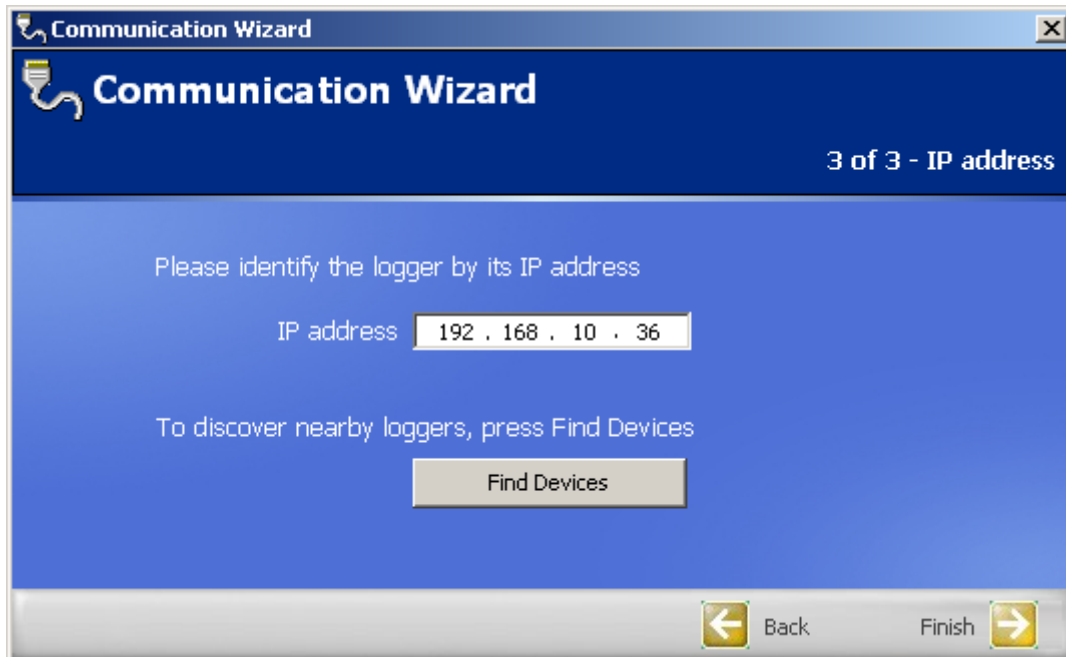 Communication Wizard
Communication Wizard
3 of 3 - IP address
Please identify the logger by its IP address
IP address 192 . 168 . 10 . 36
To discover nearby loggers, press Find Devices
Find Devices
Back Finish